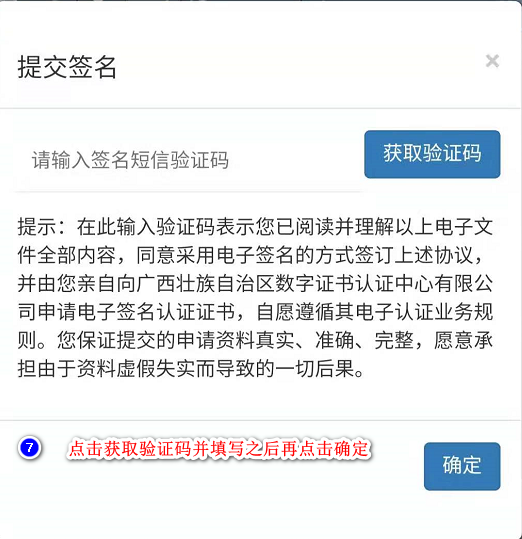 提交签名
×
请输入签名短信验证码
获取验证码
提示：在此输入验证码表示您已阅读并理解以上电子文
件全部内容，同意采用电子签名的方式签订上述协议，
并由您亲自向广西壮族自治区数字证书认证中心有限公
司申请电子签名认证证书，自愿遵循其电子认证业务规
则。您保证提交的申请资料真实、准确、完整，愿意承
担由于资料虚假失实而导致的一切后果。
7 点击获取验证码并填写之后再点击确定
确定